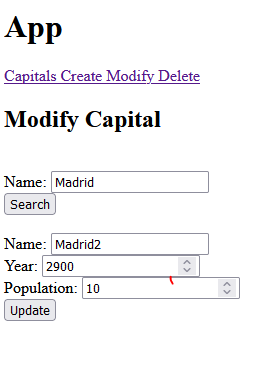 App
Capitals Create Modify Delete
Modify Capital
Name: Madrid
Search
Name: Madrid2
Year: 2900
Population: 10
Update